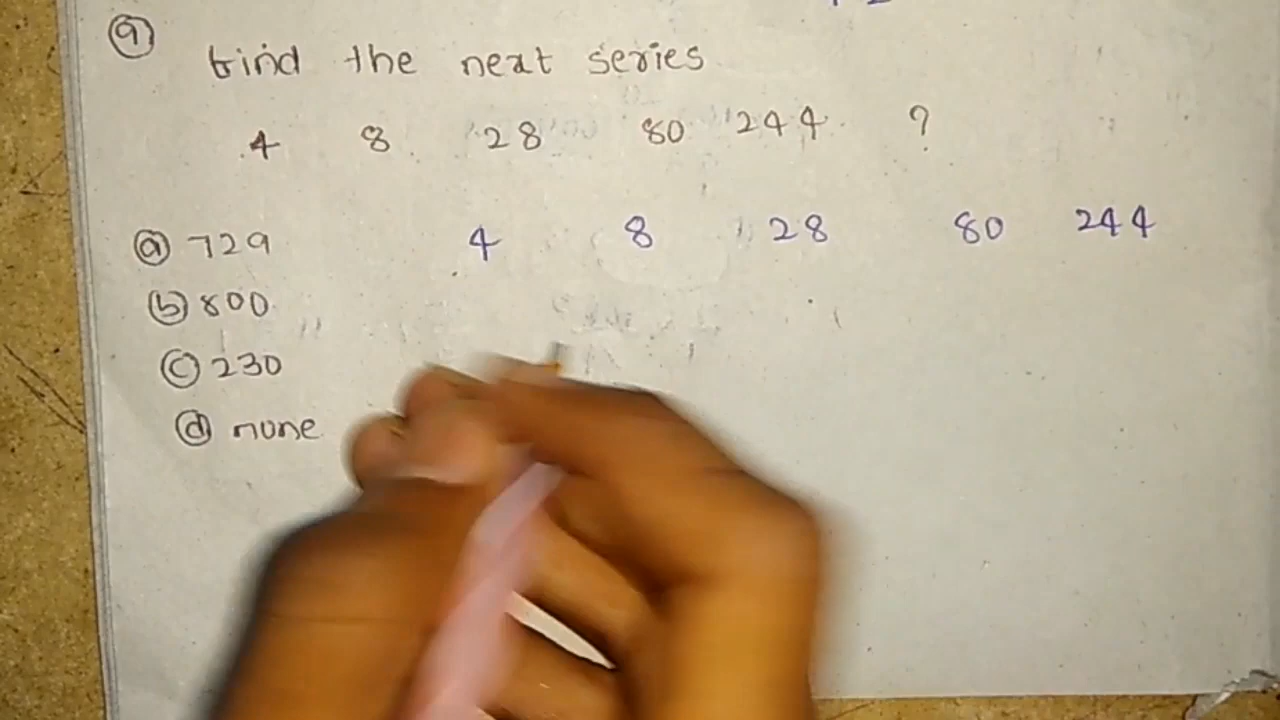 9
find the next series
4 8 28 80 244 ?
a 729 4 8 28 80 244
b 800
c 230
d none